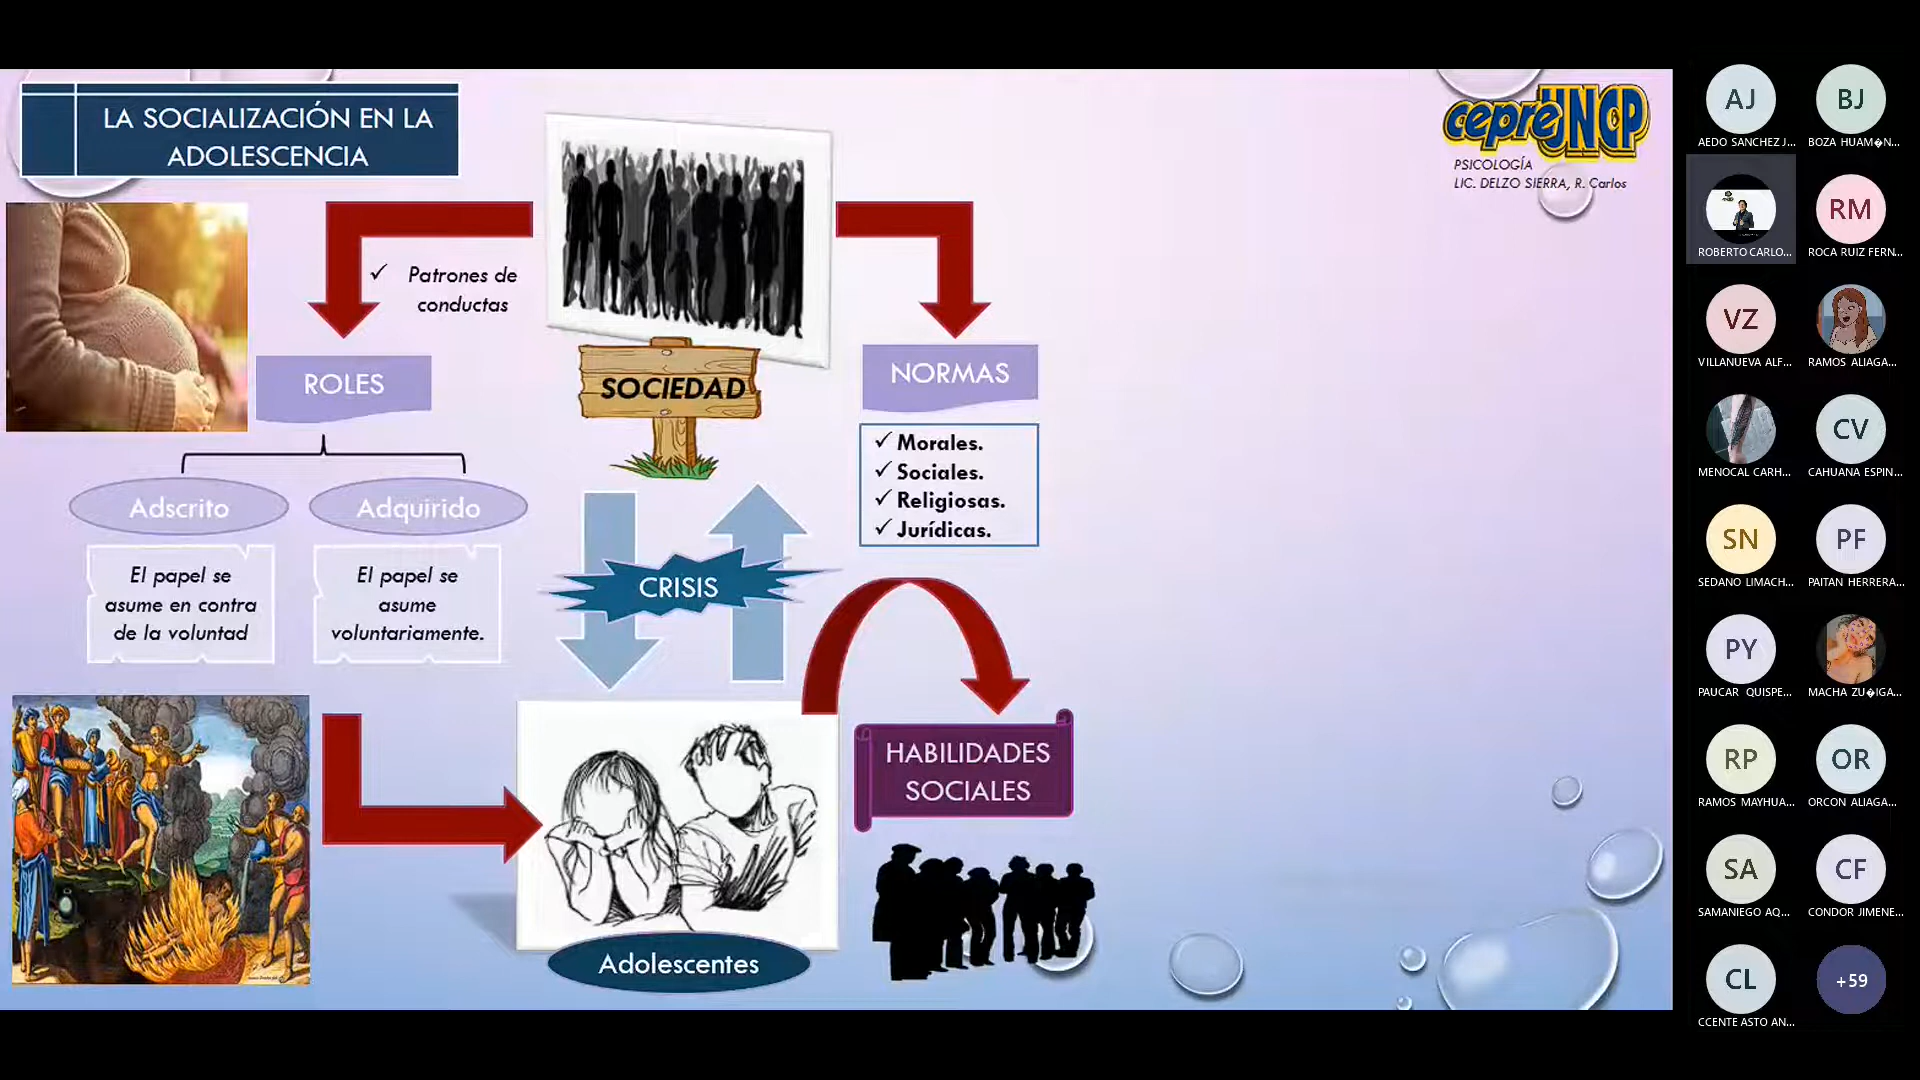 LA SOCIALIZACIÓN EN LA
ADOLESCENCIA
cepreUNCP
PSICOLOGÍA
LIC. DELZO SIERRA, R. Carlos
✓ Patrones de
conductas
ROLES
SOCIEDAD
NORMAS
✓ Morales.
✓ Sociales.
✓ Religiosas.
✓ Jurídicas.
Adscrito
Adquirido
El papel se
asume en contra
de la voluntad
El papel se
asume
voluntariamente.
CRISIS
HABILIDADES
SOCIALES
Adolescentes
AJ
AEDO SANCHEZ J...
BJ
BOZA HUAM�N...
ROBERTO CARLO...
RM
ROCA RUIZ FERN...
VZ
VILLANUEVA ALF...
RAMOS ALIAGA...
MENOCAL CARH...
CV
CAHUANA ESPIN...
SN
SEDANO LIMACH...
PF
PAITAN HERRERA...
PY
PAUCAR QUISPE...
MACHA ZU�IGA...
RP
RAMOS MAYHUA...
OR
ORCON ALIAGA...
SA
SAMANIEGO AQ...
CF
CONDOR JIMENE...
CL
CCENTE ASTO AN...
+59